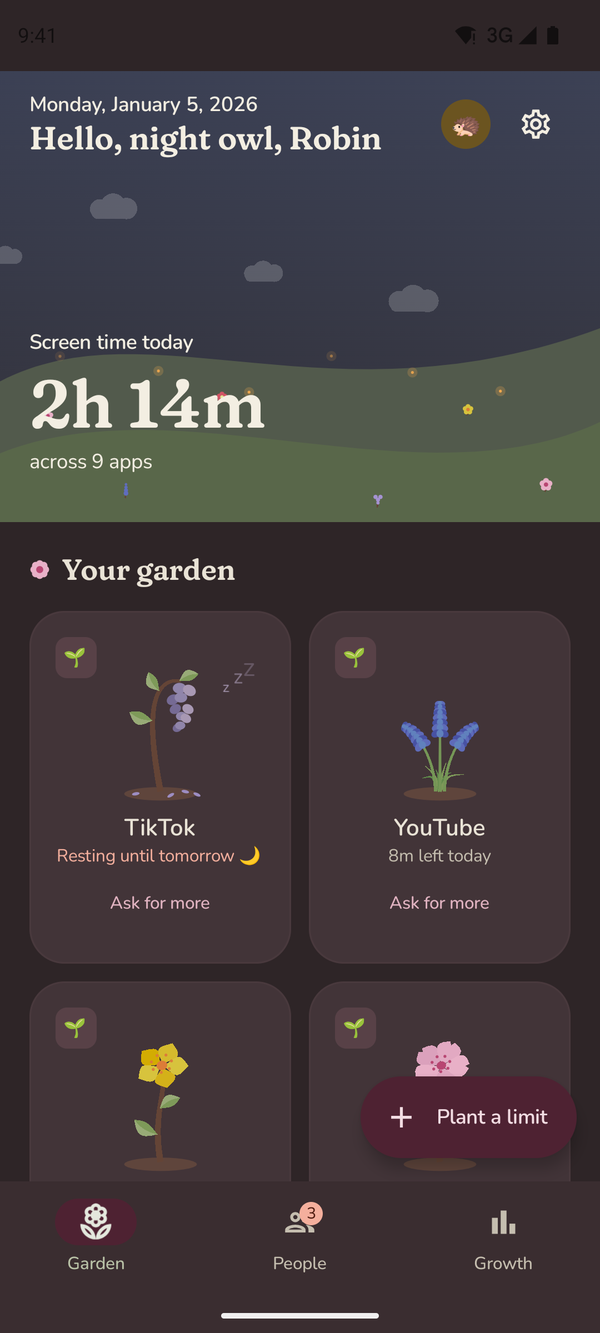 9:41
3G
Monday, January 5, 2026
Hello, night owl, Robin
Screen time today
2h 14m
across 9 apps
Your garden
z z Z
TikTok
Resting until tomorrow 🌙
Ask for more
YouTube
8m left today
Ask for more
+ Plant a limit
3
Garden
People
Growth